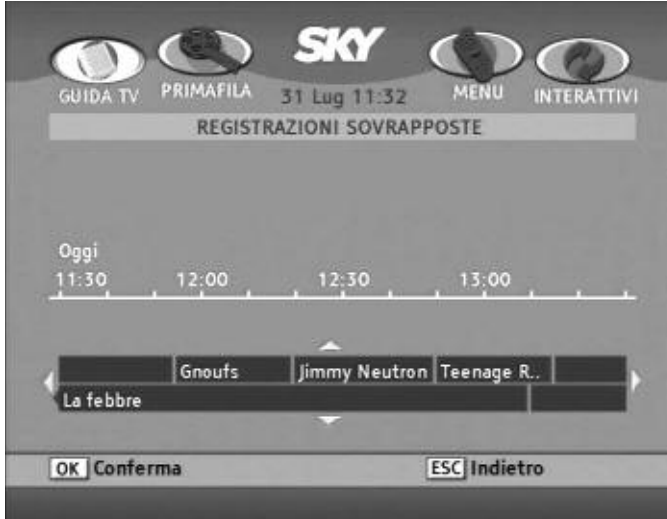 SKY
GUIDA TV PRIMAFILA 31 Lug 11:32 MENU INTERATTIVI
REGISTRAZIONI SOVRAPPOSTE
Oggi
11:30 12:00 12:30 13:00
Gnoufs Jimmy Neutron Teenage R..
La febbre
OK Conferma ESC Indietro